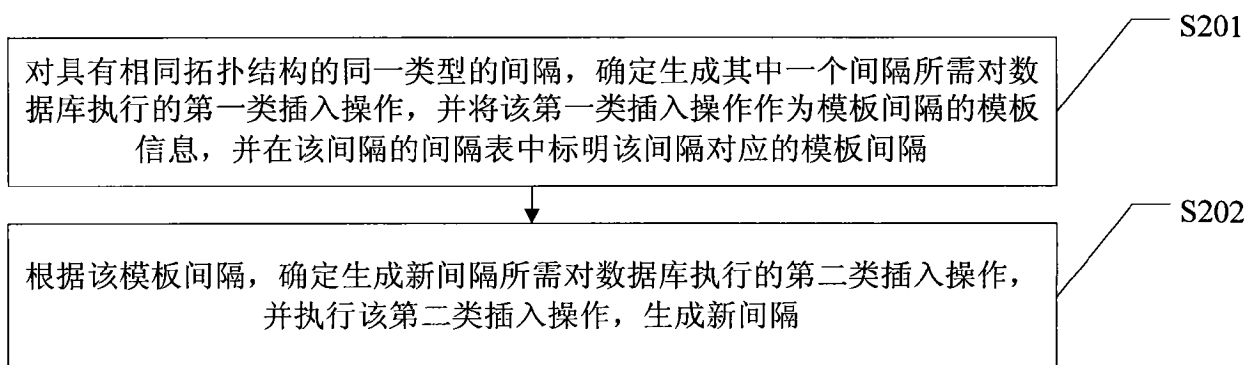 S201
对具有相同拓扑结构的同一类型的间隔，确定生成其中一个间隔所需对数
据库执行的第一类插入操作，并将该第一类插入操作作为模板间隔的模板
信息，并在该间隔的间隔表中标明该间隔对应的模板间隔
S202
根据该模板间隔，确定生成新间隔所需对数据库执行的第二类插入操作，
并执行该第二类插入操作，生成新间隔